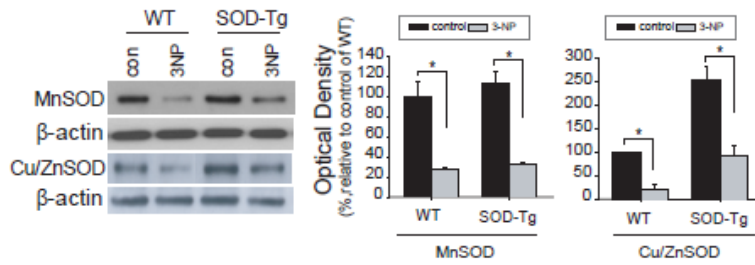 WT SOD-Tg
con 3NP con 3NP
MnSOD
β-actin
Cu/ZnSOD
β-actin
Optical Density
(%,relative to control of WT)
control 3-NP
140
120
100
80
60
40
20
0
* *
WT SOD-Tg
MnSOD
control 3-NP
300
250
200
150
100
50
0
* *
WT SOD-Tg
Cu/ZnSOD